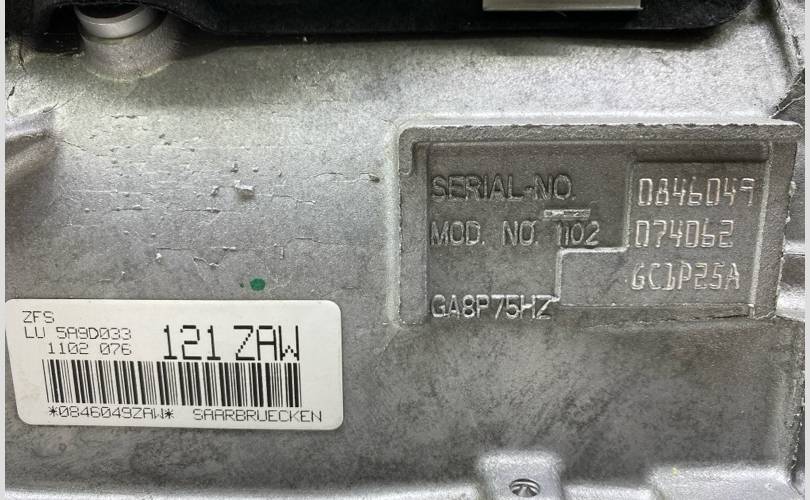 SERIAL-NO. 0846049
MOD. NO. 1102 074062
GC1P25A
GA8P75HZ
ZFS
LU 5A9D033
1102 076
121 ZAW
*0846049ZAW* SAARBRUECKEN